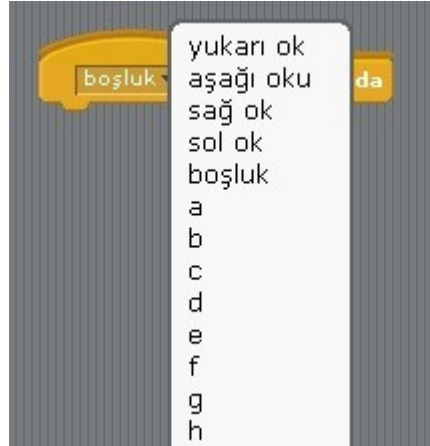 yukarı ok
boşluk aşağı oku da
sağ ok
sol ok
boşluk
a
b
c
d
e
f
g
h